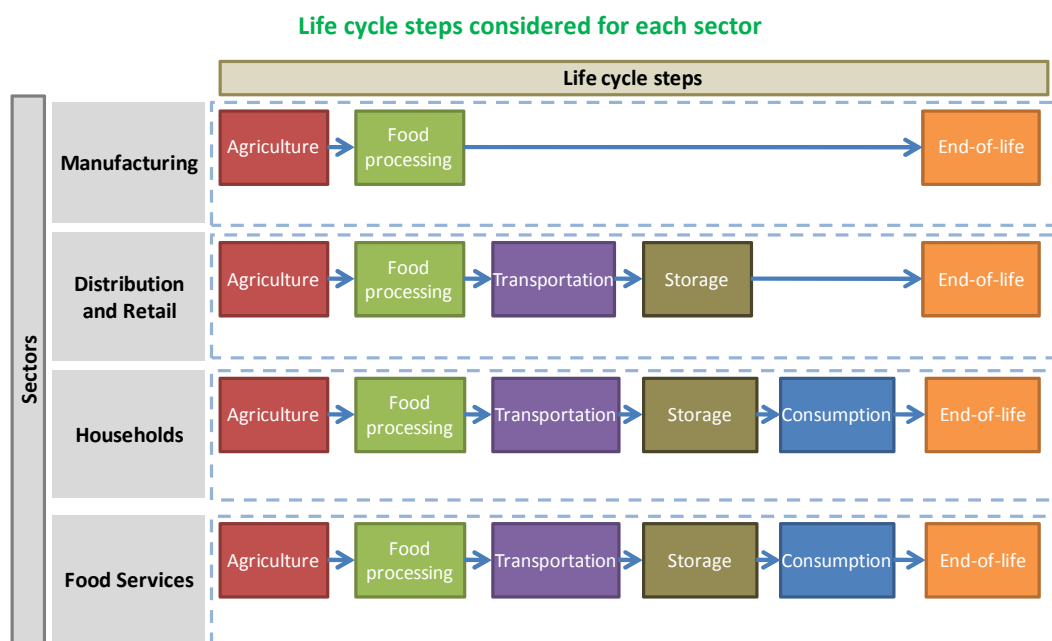 Life cycle steps considered for each sector
Life cycle steps
Sectors
Manufacturing
Agriculture
Food
processing
End-of-life
Distribution
and Retail
Agriculture
Food
processing
Transportation
Storage
End-of-life
Households
Agriculture
Food
processing
Transportation
Storage
Consumption
End-of-life
Food Services
Agriculture
Food
processing
Transportation
Storage
Consumption
End-of-life